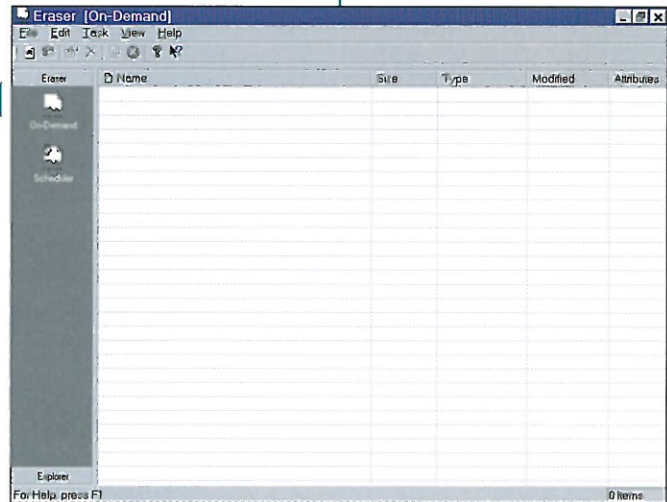 Eraser [On-Demand]
File Edit Task View Help
Eraser Name Size Type Modified Attributes
On-Demand
Scheduler
Explorer
For Help, press F1 0 Items